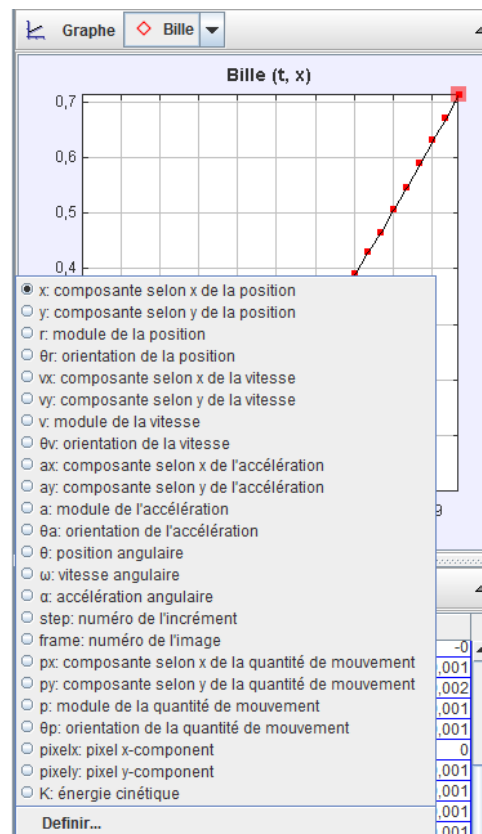 Graphe Bille
Bille (t, x)
0,7
0,6
0,5
0,4
x: composante selon x de la position
y: composante selon y de la position
r: module de la position
θr: orientation de la position
vx: composante selon x de la vitesse
vy: composante selon y de la vitesse
v: module de la vitesse
θv: orientation de la vitesse
ax: composante selon x de l'accélération
ay: composante selon y de l'accélération
a: module de l'accélération
θa: orientation de l'accélération
θ: position angulaire
ω: vitesse angulaire
α: accélération angulaire
step: numéro de l'incrément
frame: numéro de l'image
-0
px: composante selon x de la quantité de mouvement
,001
py: composante selon y de la quantité de mouvement
,002
p: module de la quantité de mouvement
,001
θp: orientation de la quantité de mouvement
,001
pixelx: pixel x-component
0
pixely: pixel y-component
,001
K: énergie cinétique
,001
,001
Definir...
,001